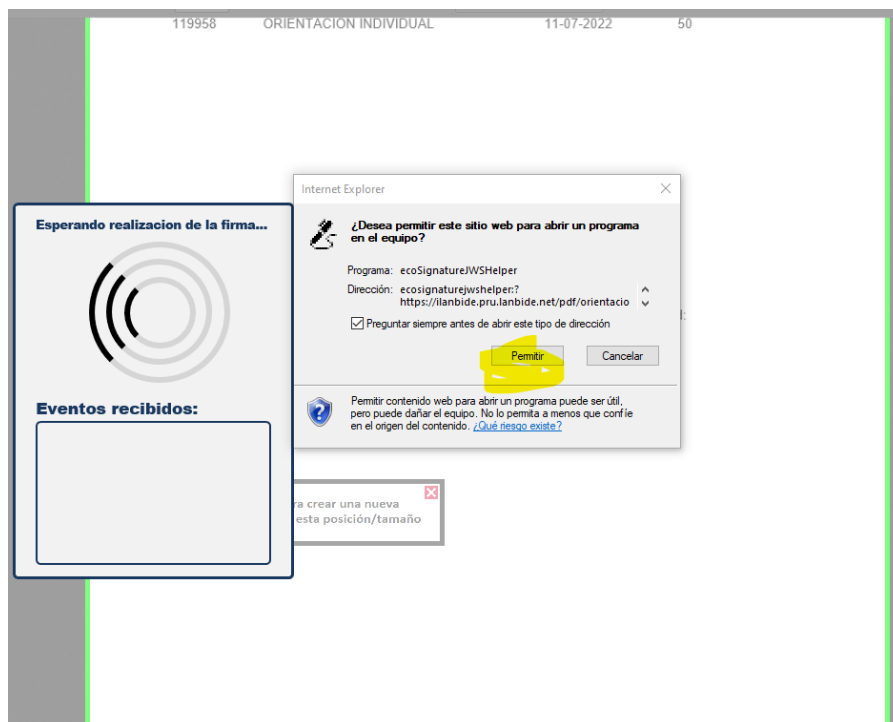 119958 ORIENTACION INDIVIDUAL 11-07-2022 50
Internet Explorer
Esperando realizacion de la firma...
¿Desea permitir este sitio web para abrir un programa
en el equipo?
Programa: ecoSignatureJWSHelper
Dirección: ecosignaturejwshelper:?
https://ilanbide.pru.lanbide.net/pdf/orientacio
Preguntar siempre antes de abrir este tipo de dirección
Permitir Cancelar
Eventos recibidos:
Permitir contenido web para abrir un programa puede ser útil,
pero puede dañar el equipo. No lo permita a menos que confíe
en el origen del contenido. ¿Qué riesgo existe?
ra crear una nueva
esta posición/tamaño